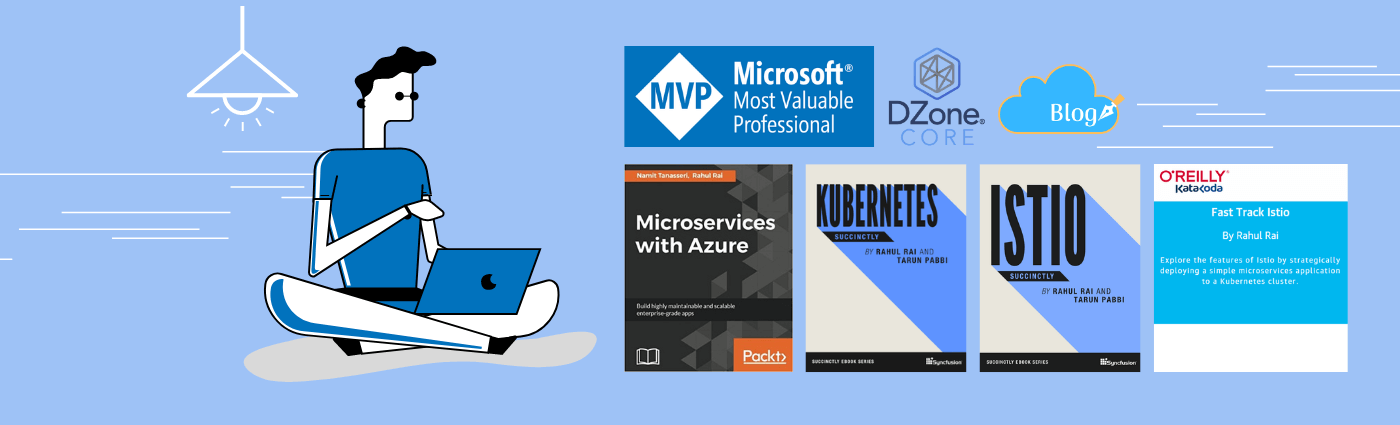 MVP
Microsoft®
Most Valuable
Professional
DZone®
CORE
Blog
Namit Tanasseri, Rahul Rai
Microservices
with Azure
Build highly maintainable and scalable
enterprise-grade apps
Packt>
KUBERNETES
SUCCINCTLY
BY RAHUL RAI AND
TARUN PABBI
SUCCINCTLY EBOOK SERIES
Syncfusion
ISTIO
SUCCINCTLY
BY RAHUL RAI AND
TARUN PABBI
SUCCINCTLY EBOOK SERIES
Syncfusion
O'REILLY®
Katacoda
Fast Track Istio
By Rahul Rai
Explore the features of Istio by strategically
deploying a simple microservices application
to a Kubernetes cluster.